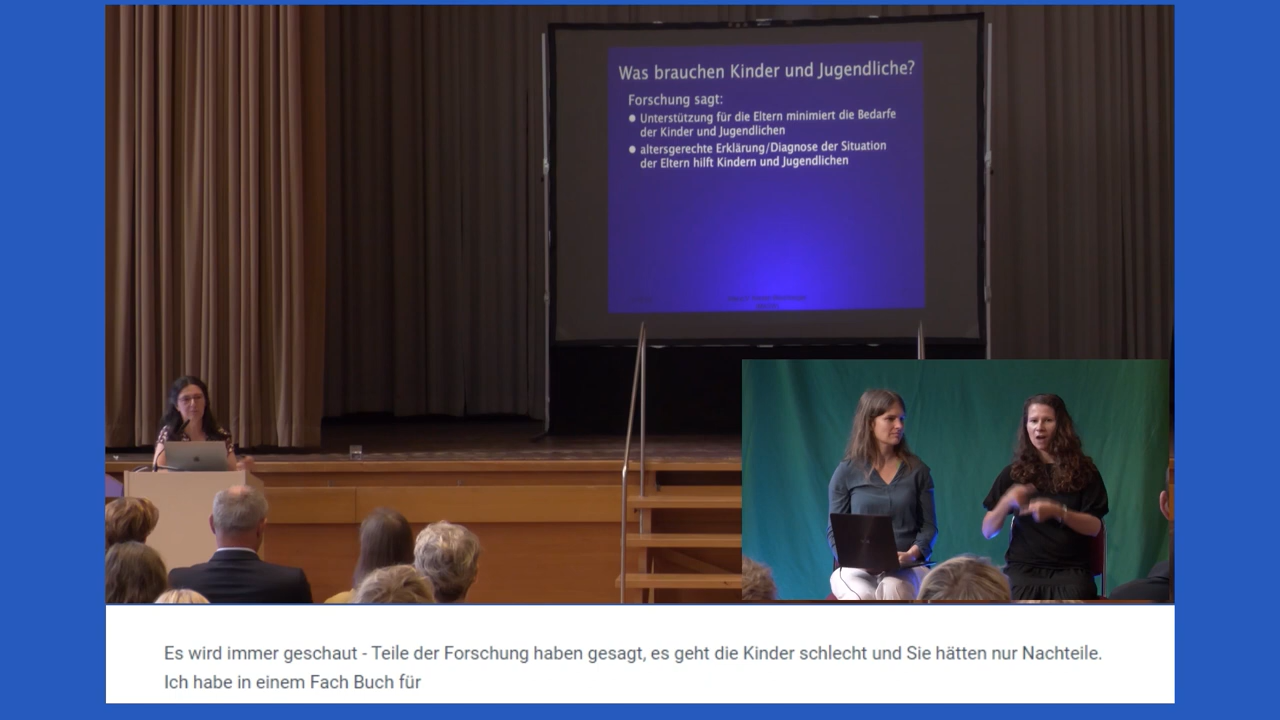 Was brauchen Kinder und Jugendliche?
Forschung sagt:
● Unterstützung für die Eltern minimiert die Bedarfe
der Kinder und Jugendlichen
● altersgerechte Erklärung/Diagnose der Situation
der Eltern hilft Kindern und Jugendlichen
Es wird immer geschaut - Teile der Forschung haben gesagt, es geht die Kinder schlecht und Sie hätten nur Nachteile.
Ich habe in einem Fach Buch für